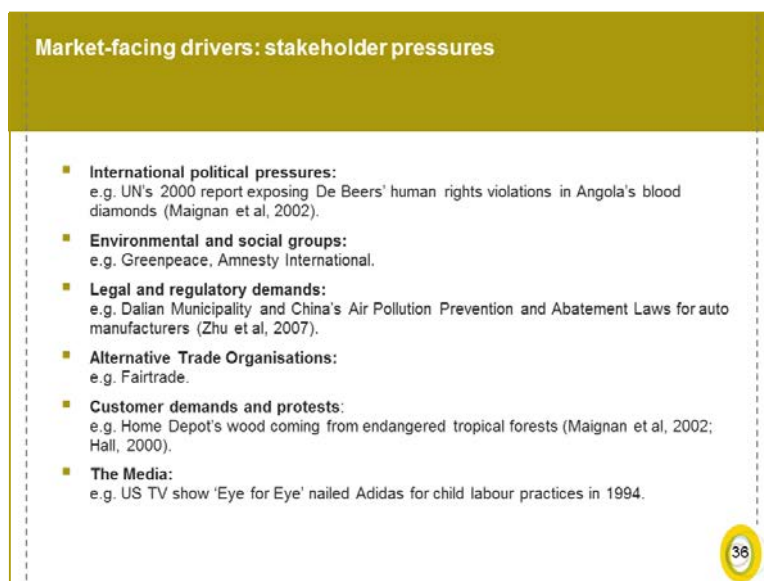 Market-facing drivers: stakeholder pressures
International political pressures:
e.g. UN's 2000 report exposing De Beers' human rights violations in Angola's blood
diamonds (Maignan et al, 2002).
Environmental and social groups:
e.g. Greenpeace, Amnesty International.
Legal and regulatory demands:
e.g. Dalian Municipality and China's Air Pollution Prevention and Abatement Laws for auto
manufacturers (Zhu et al, 2007).
Alternative Trade Organisations:
e.g. Fairtrade.
Customer demands and protests:
e.g. Home Depot's wood coming from endangered tropical forests (Maignan et al, 2002;
Hall, 2000).
The Media:
e.g. US TV show 'Eye for Eye' nailed Adidas for child labour practices in 1994.
36